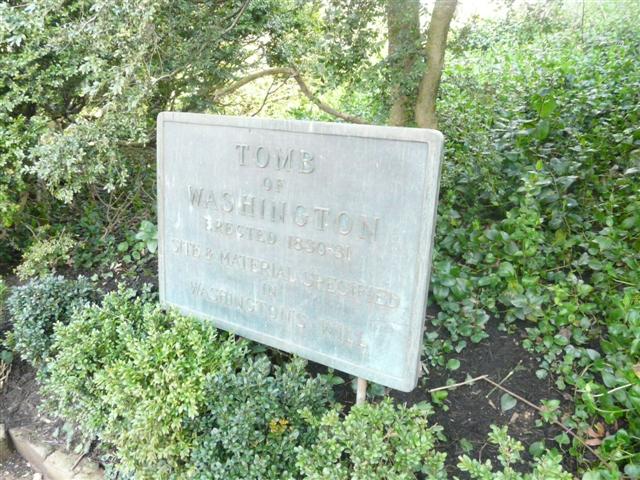 TOMB
OF
WASHINGTON
ERECTED 1830-31
SITE & MATERIAL SPECIFIED
IN
WASHINGTON'S WILL